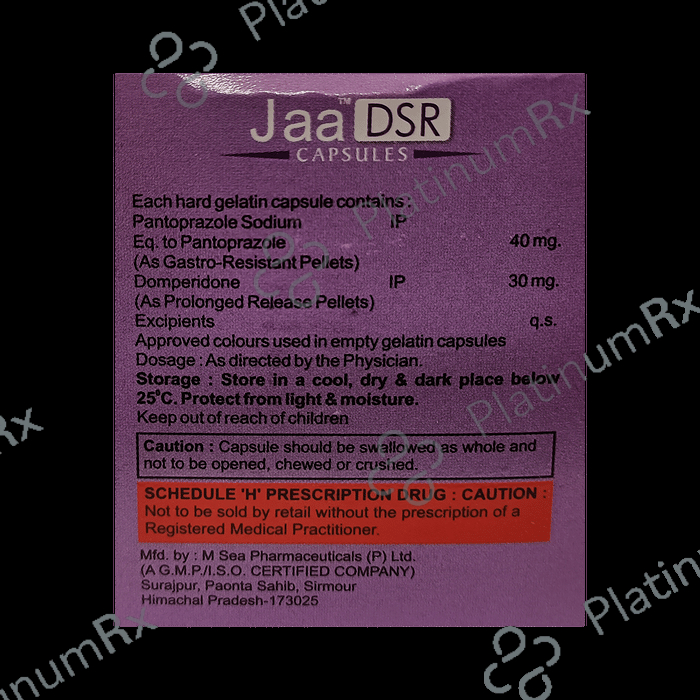 Jaa™ DSR
CAPSULES
Each hard gelatin capsule contains :
Pantoprazole Sodium IP
Eq. to Pantoprazole 40 mg.
(As Gastro-Resistant Pellets)
Domperidone IP 30 mg.
(As Prolonged Release Pellets)
Excipients q.s.
Approved colours used in empty gelatin capsules
Dosage : As directed by the Physician.
Storage : Store in a cool, dry & dark place below
25°C. Protect from light & moisture.
Keep out of reach of children
Caution : Capsule should be swallowed as whole and
not to be opened, chewed or crushed.
SCHEDULE 'H' PRESCRIPTION DRUG : CAUTION :
Not to be sold by retail without the prescription of a
Registered Medical Practitioner.
Mfd. by : M Sea Pharmaceuticals (P) Ltd.
(A G.M.P./I.S.O. CERTIFIED COMPANY)
Surajpur, Paonta Sahib, Sirmour
Himachal Pradesh-173025
Platinum
PlatinumRx
PlatinumRx
Rx
PlatinumRx
Platin